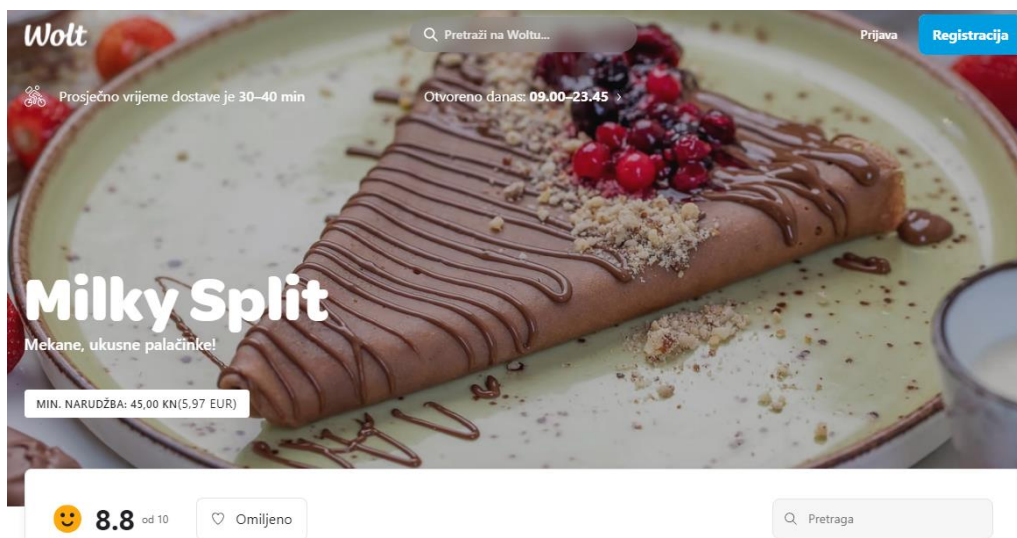 Wolt
Pretraži na Woltu...
Prijava
Registracija
Prosječno vrijeme dostave je 30–40 min
Otvoreno danas: 09.00–23.45
Milky Split
Mekane, ukusne palačinke!
MIN. NARUDŽBA: 45,00 KN(5,97 EUR)
8.8 od 10
Omiljeno
Pretraga